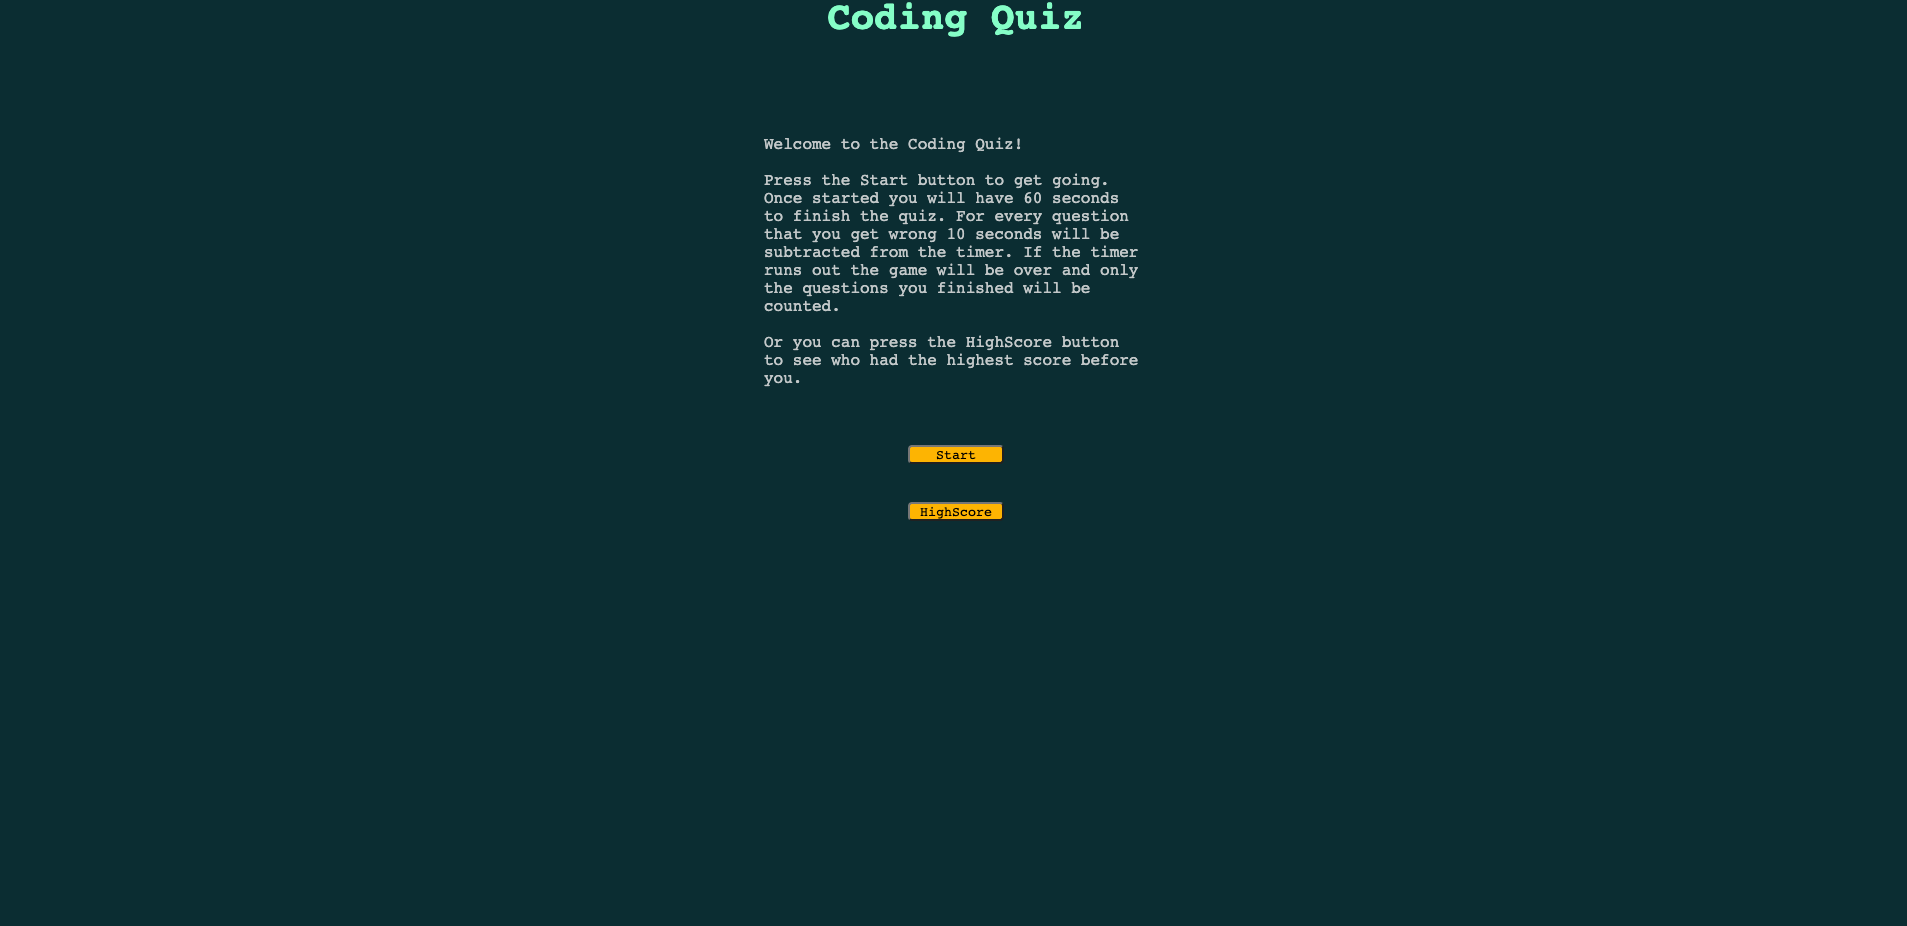 Coding Quiz
Welcome to the Coding Quiz!
Press the Start button to get going.
Once started you will have 60 seconds
to finish the quiz. For every question
that you get wrong 10 seconds will be
subtracted from the timer. If the timer
runs out the game will be over and only
the questions you finished will be
counted.
Or you can press the HighScore button
to see who had the highest score before
you.
Start
HighScore